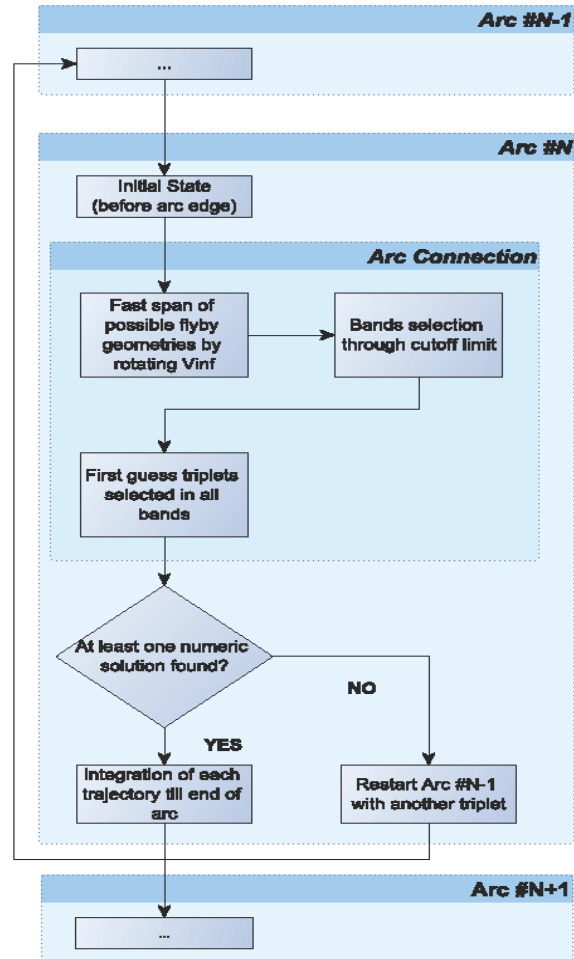 Arc #N-1
...
Arc #N
Initial State
(before arc edge)
Arc Connection
Fast span of
possible flyby
geometries by
rotating Vinf
Bands selection
through cutoff limit
First guess triplets
selected in all
bands
At least one numeric
solution found?
NO
YES
Integration of each
trajectory till end of
arc
Restart Arc #N-1
with another triplet
Arc #N+1
...